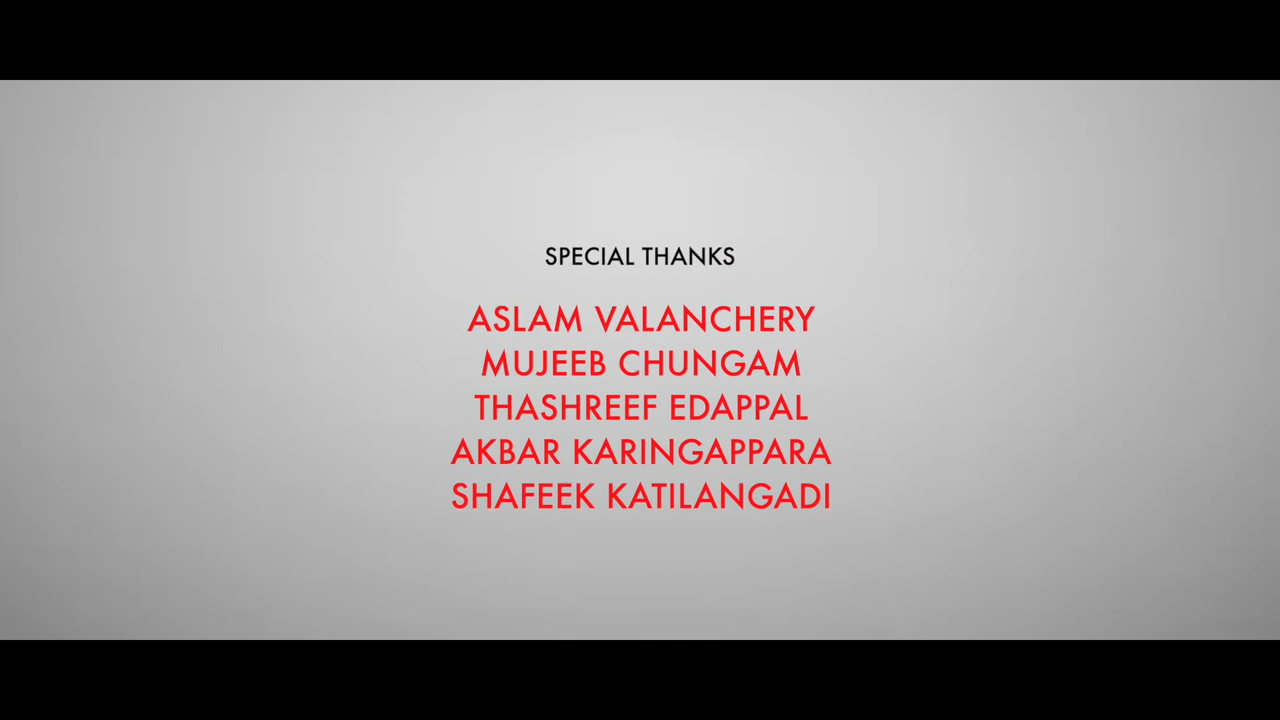 SPECIAL THANKS
ASLAM VALANCHERY
MUJEEB CHUNGAM
THASHREEF EDAPPAL
AKBAR KARINGAPPARA
SHAFEEK KATILANGADI